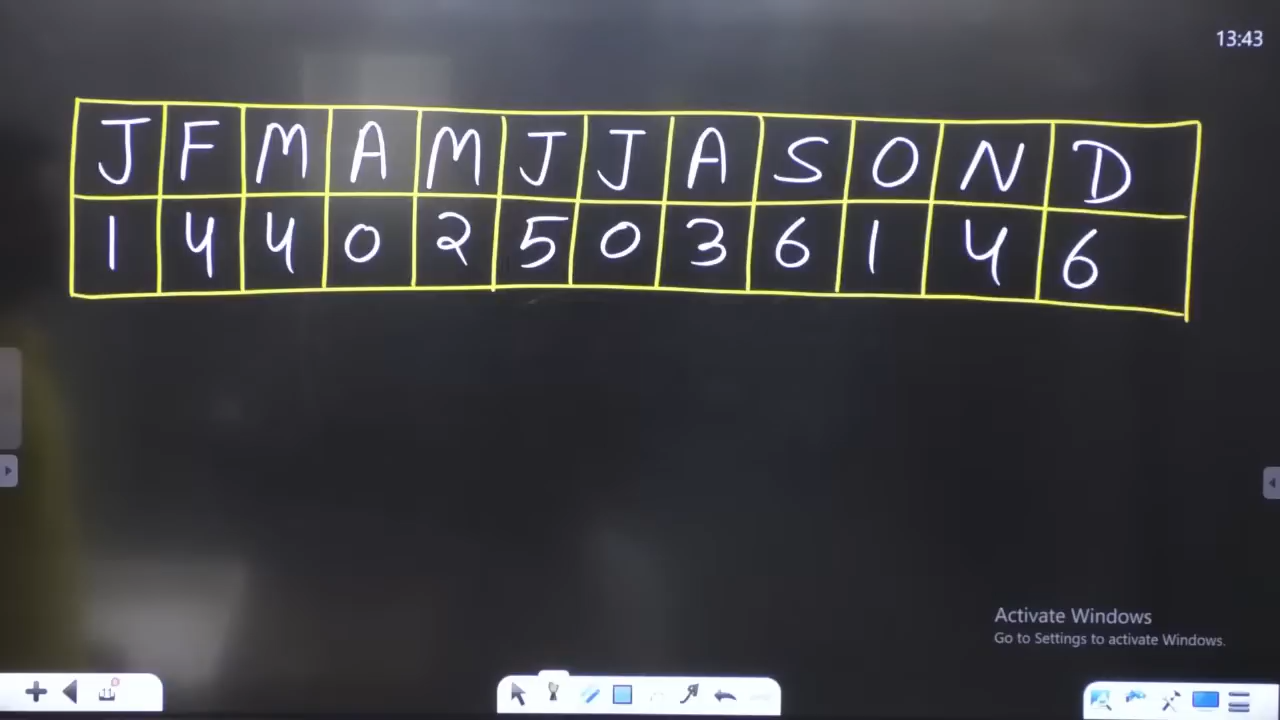 13:43
J F M A M J J A S O N D
1 4 4 0 2 5 0 3 6 1 4 6
Activate Windows
Go to Settings to activate Windows.